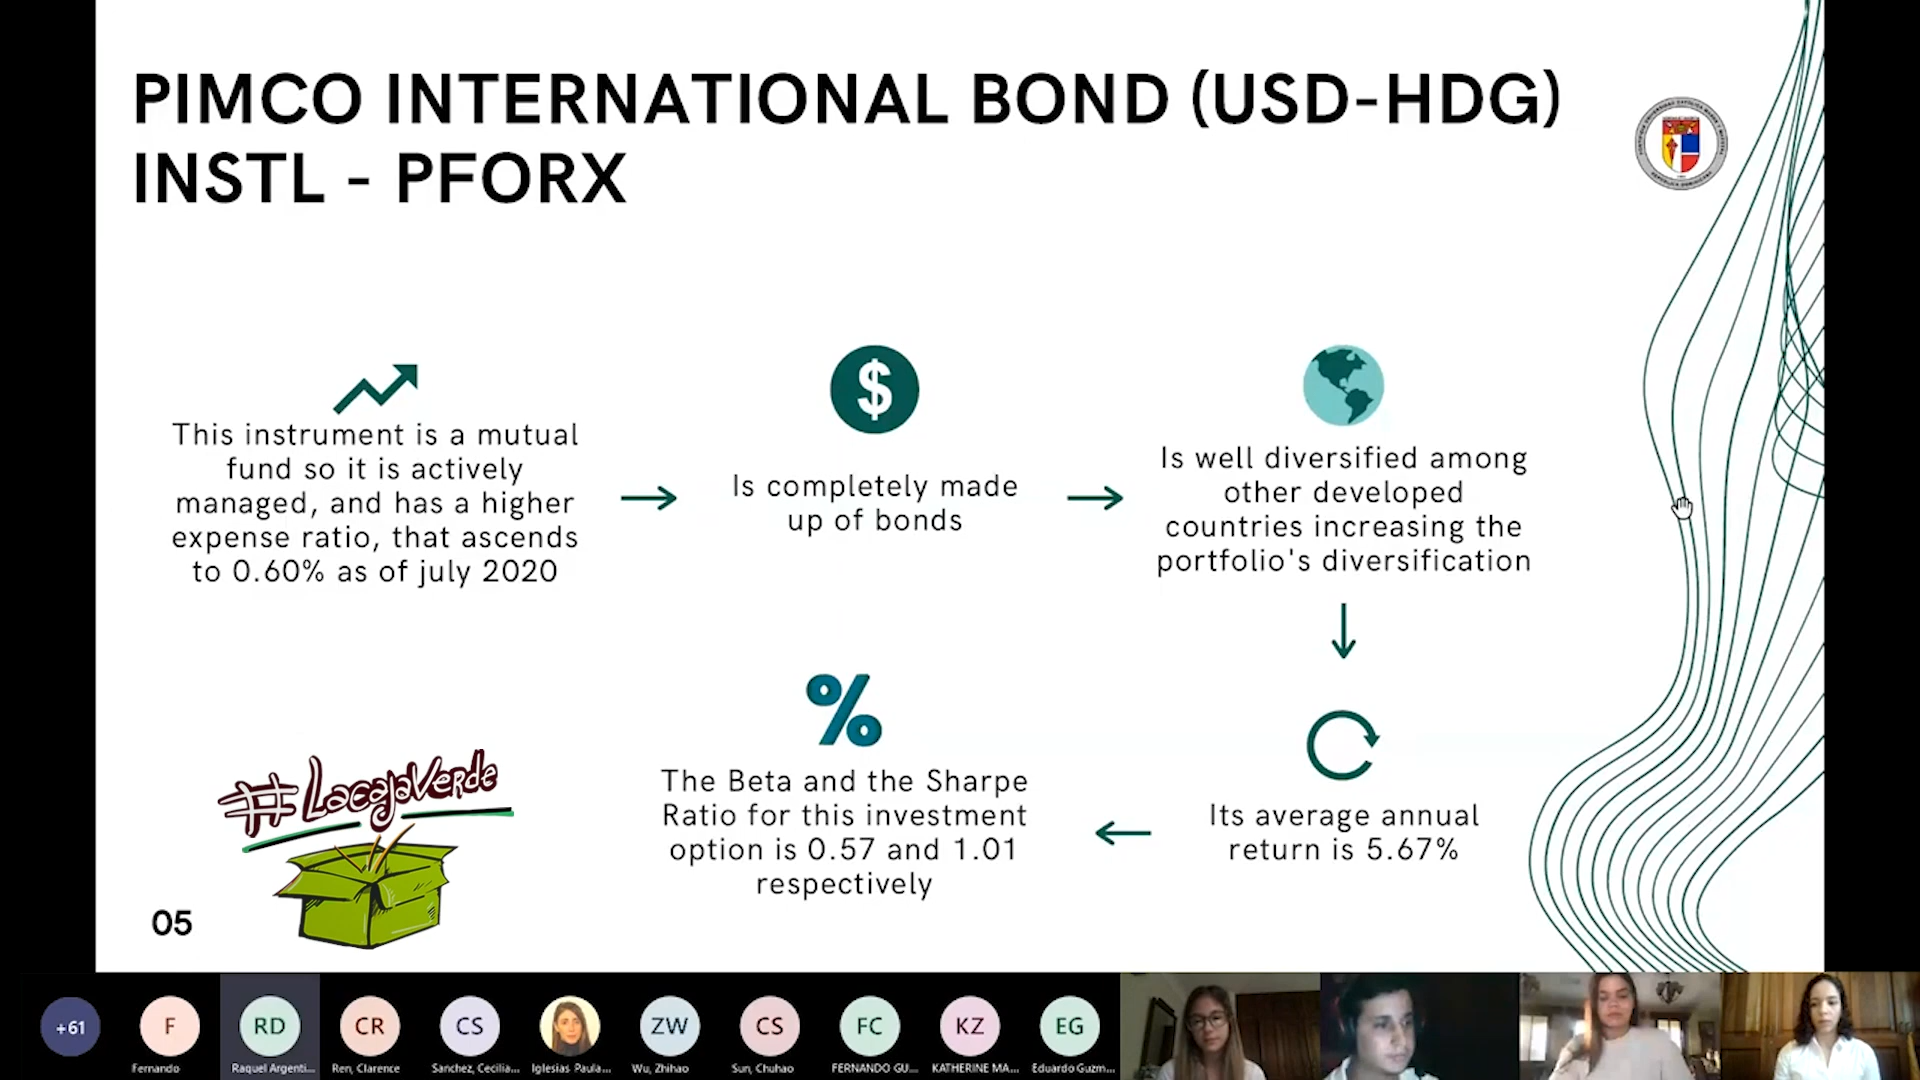 PIMCO INTERNATIONAL BOND (USD-HDG)
INSTL - PFORX
This instrument is a mutual
fund so it is actively
managed, and has a higher
expense ratio, that ascends
to 0.60% as of july 2020
$
Is completely made
up of bonds
Is well diversified among
other developed
countries increasing the
portfolio's diversification
%
The Beta and the Sharpe
Ratio for this investment
option is 0.57 and 1.01
respectively
Its average annual
return is 5.67%
#LacajaVerde
05
+61
F
RD
CR
CS
ZW
CS
FC
KZ
EG
Fernando
Raquel Argenti...
Ren, Clarence
Sanchez, Cecilia...
Iglesias Paula...
Wu, Zhihao
Sun, Chuhao
FERNANDO GU...
KATHERINE MA...
Eduardo Guzm...